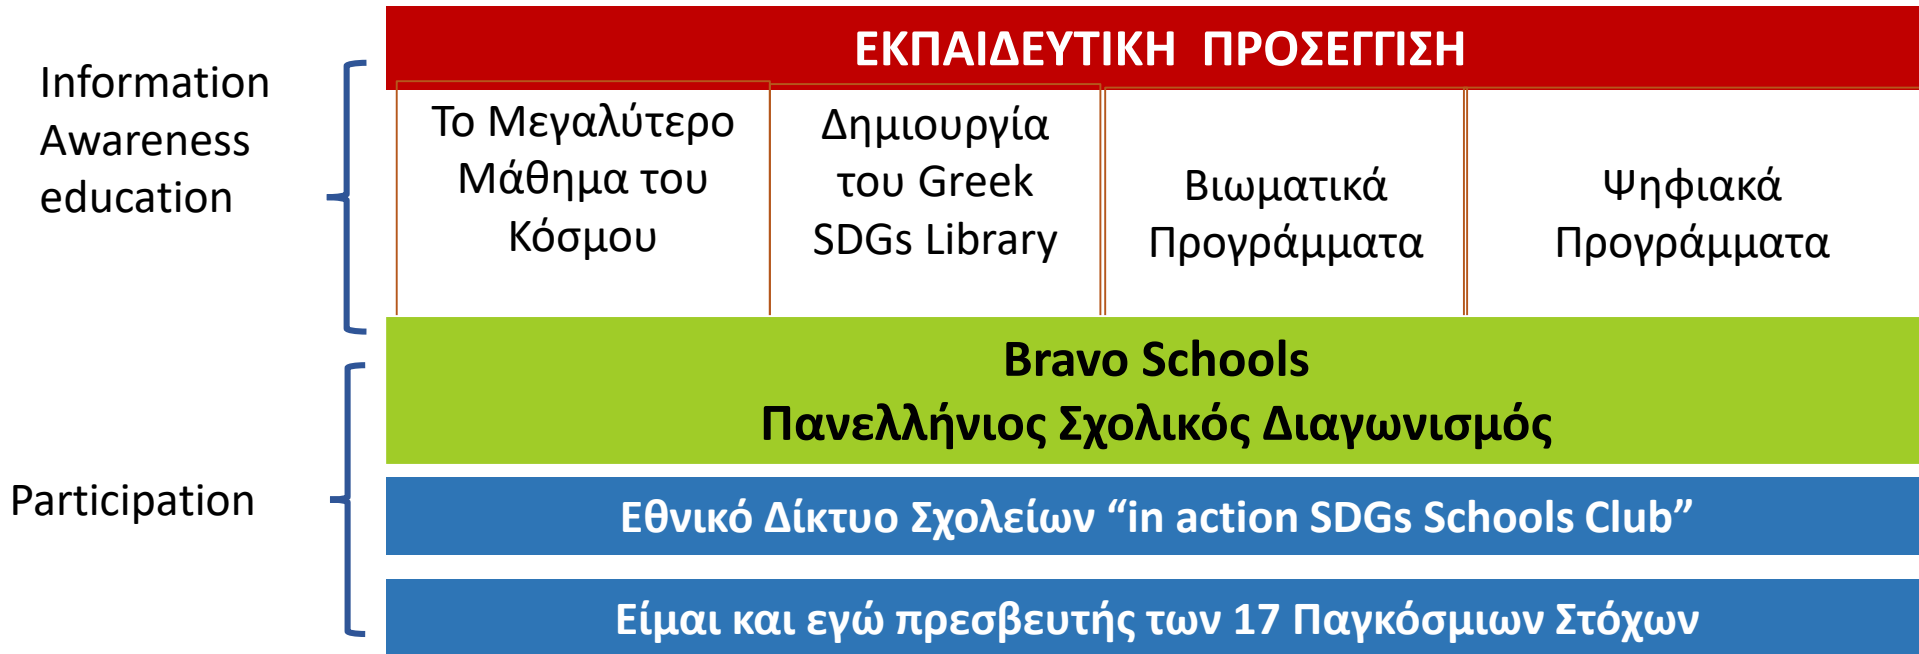 ΕΚΠΑΙΔΕΥΤΙΚΗ ΠΡΟΣΕΓΓΙΣΗ
Information
Awareness
education
Το Μεγαλύτερο
Μάθημα του
Κόσμου
Δημιουργία
του Greek
SDGs Library
Βιωματικά
Προγράμματα
Ψηφιακά
Προγράμματα
Bravo Schools
Πανελλήνιος Σχολικός Διαγωνισμός
Participation
Εθνικό Δίκτυο Σχολείων “in action SDGs Schools Club”
Είμαι και εγώ πρεσβευτής των 17 Παγκόσμιων Στόχων